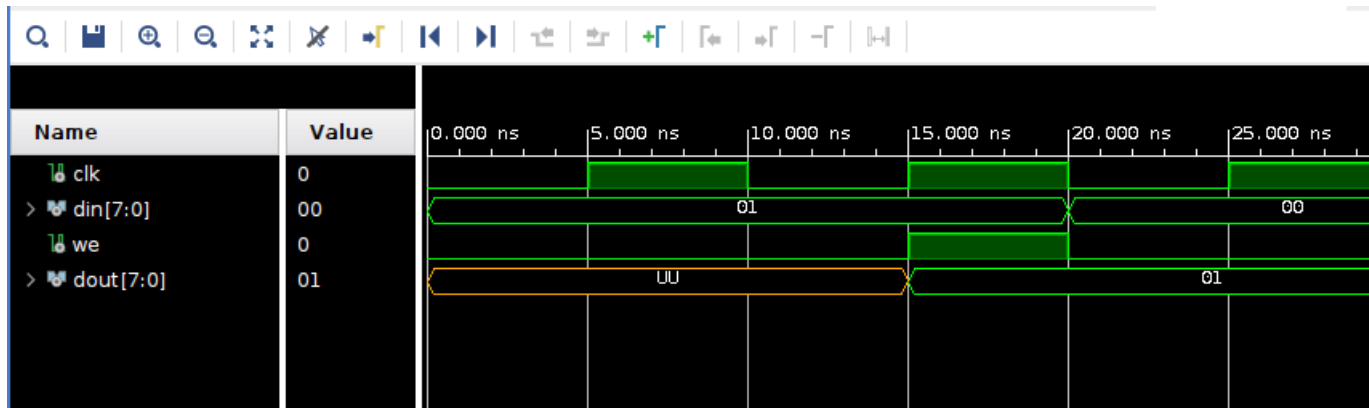 Name Value 0.000 ns 5.000 ns 10.000 ns 15.000 ns 20.000 ns 25.000 ns
clk 0
din[7:0] 00 01 00
we 0
dout[7:0] 01 UU 01